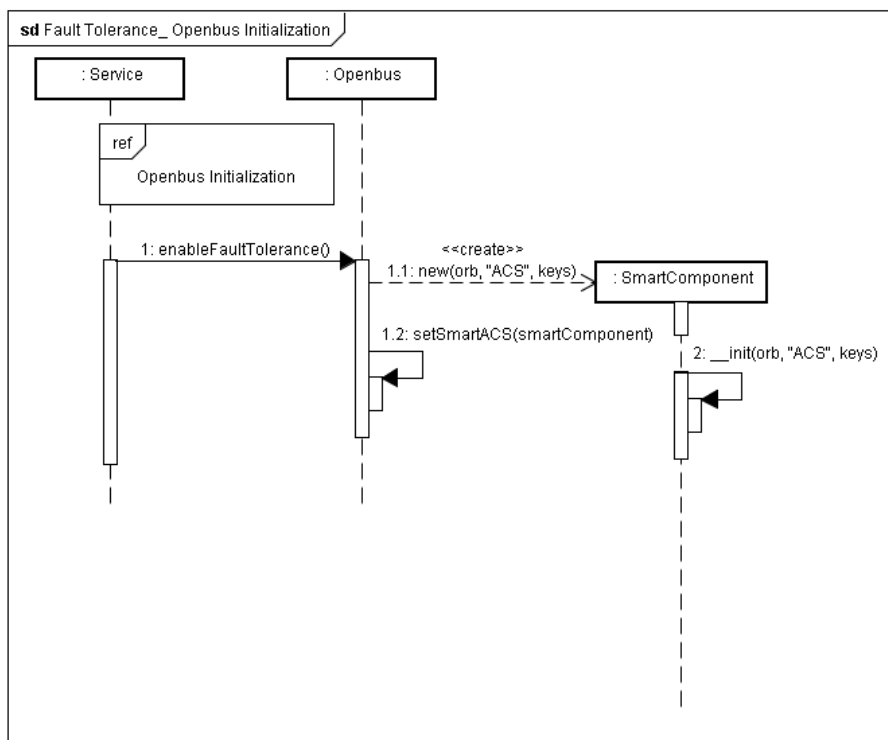 sd Fault Tolerance_ Openbus Initialization
: Service
: Openbus
ref
Openbus Initialization
1: enableFaultTolerance()
<<create>>
1.1: new(orb, "ACS", keys)
: SmartComponent
1.2: setSmartACS(smartComponent)
2: __init(orb, "ACS", keys)